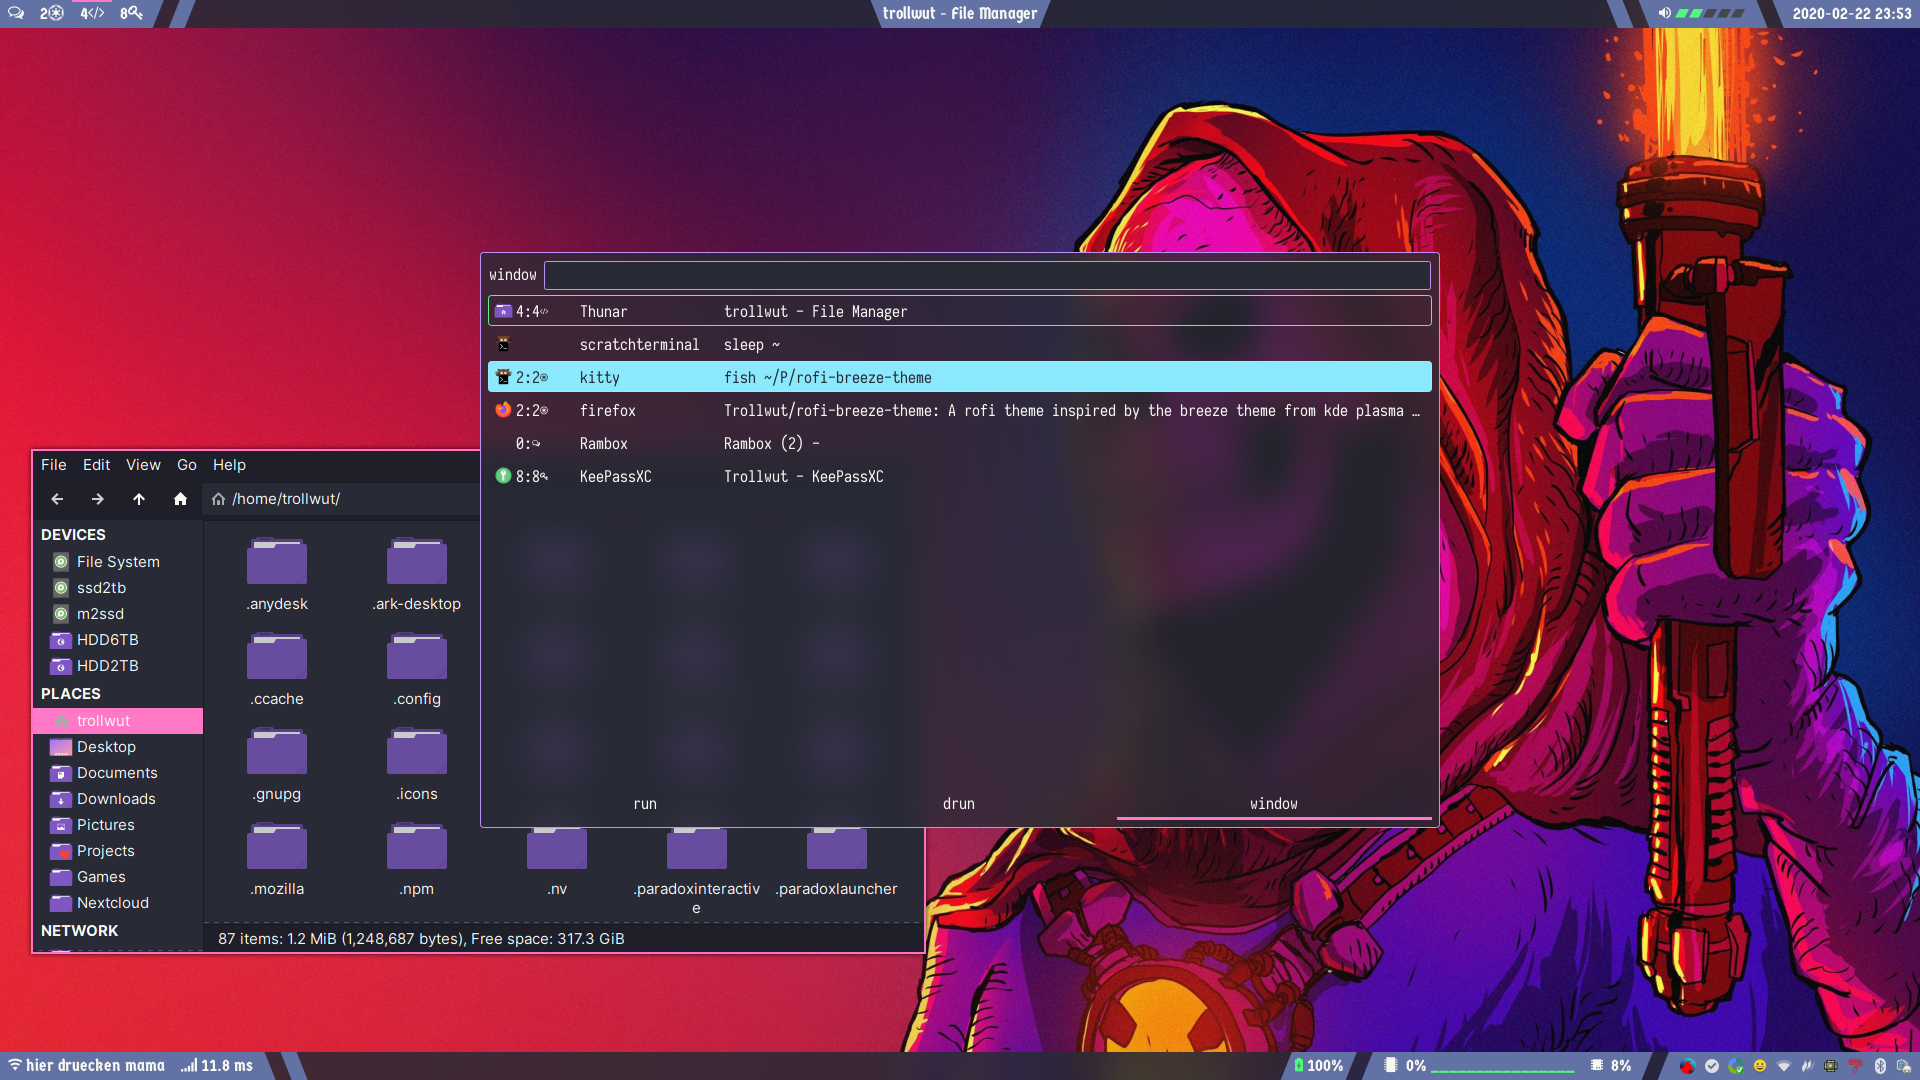 2 4</> 8
trollwut - File Manager
2020-02-22 23:53
window
4:4 Thunar trollwut - File Manager
scratchterminal sleep ~
2:2 kitty fish ~/P/rofi-breeze-theme
2:2 firefox Trollwut/rofi-breeze-theme: A rofi theme inspired by the breeze theme from kde plasma …
0: Rambox Rambox (2) -
8:8 KeePassXC Trollwut - KeePassXC
run drun window
File Edit View Go Help
/home/trollwut/
DEVICES
File System
ssd2tb
m2ssd
HDD6TB
HDD2TB
PLACES
trollwut
Desktop
Documents
Downloads
Pictures
Projects
Games
Nextcloud
NETWORK
.anydesk .ark-desktop
.ccache .config
.gnupg .icons
.mozilla .npm .nv .paradoxinteractiv
e
.paradoxlauncher
87 items: 1.2 MiB (1,248,687 bytes), Free space: 317.3 GiB
hier druecken mama 11.8 ms
100% 0% 8%